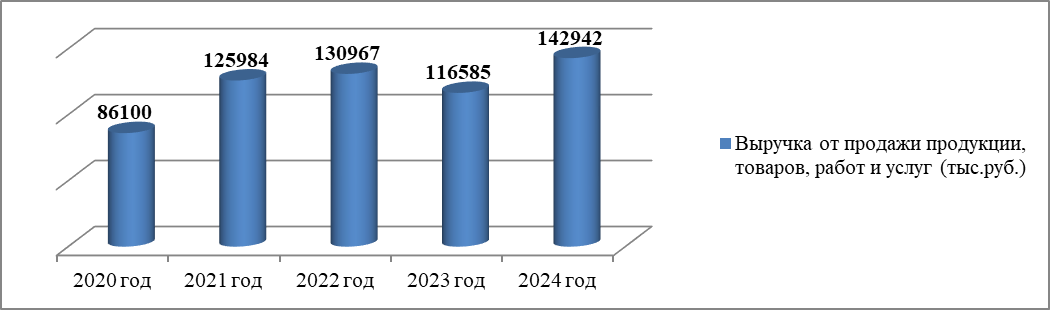 142942
125984
130967
116585
86100
Выручка от продажи продукции,
товаров, работ и услуг (тыс.руб.)
2020 год
2021 год
2022 год
2023 год
2024 год